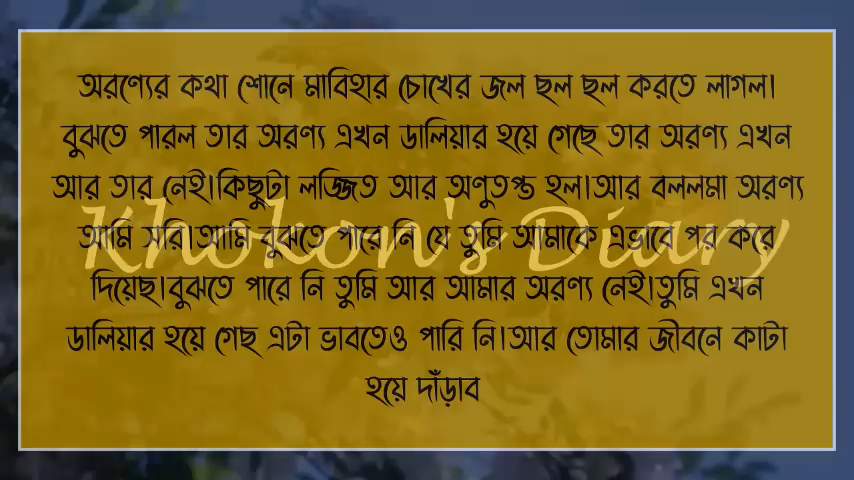 অরণ্যের কথা শোনে মাবিহার চোখের জল ছল ছল করতে লাগল।
বুঝতে পারল তার অরণ্য এখন ডালিয়ার হয়ে গেছে তার অরণ্য এখন
আর তার নেই।কিছুটা লজ্জিত আর অণুতপ্ত হল।আর বললমা অরণ্য
Khokon's Diary
আমি সরি।আমি বুঝতে পারে নি যে তুমি আমাকে এভাবে পর করে
দিয়েছ।বুঝতে পারে নি তুমি আর আমার অরণ্য নেই।তুমি এখন
ডালিয়ার হয়ে গেছ এটা ভাবতেও পারি নি।আর তোমার জীবনে কাটা
হয়ে দাঁড়াব